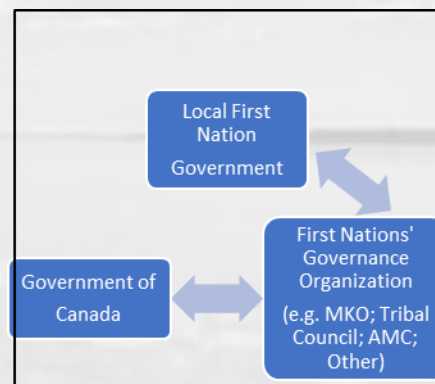 Local First
Nation
Government
First Nations'
Governance
Organization
(e.g. MKO; Tribal
Council; AMC;
Other)
Government of
Canada